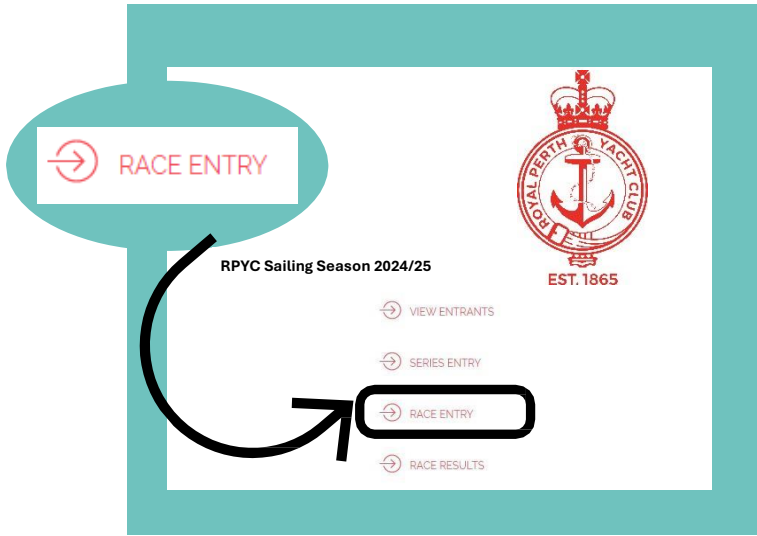 RACE ENTRY
ROYAL PERTH YACHT CLUB
EST. 1865
RPYC Sailing Season 2024/25
VIEW ENTRANTS
SERIES ENTRY
RACE ENTRY
RACE RESULTS